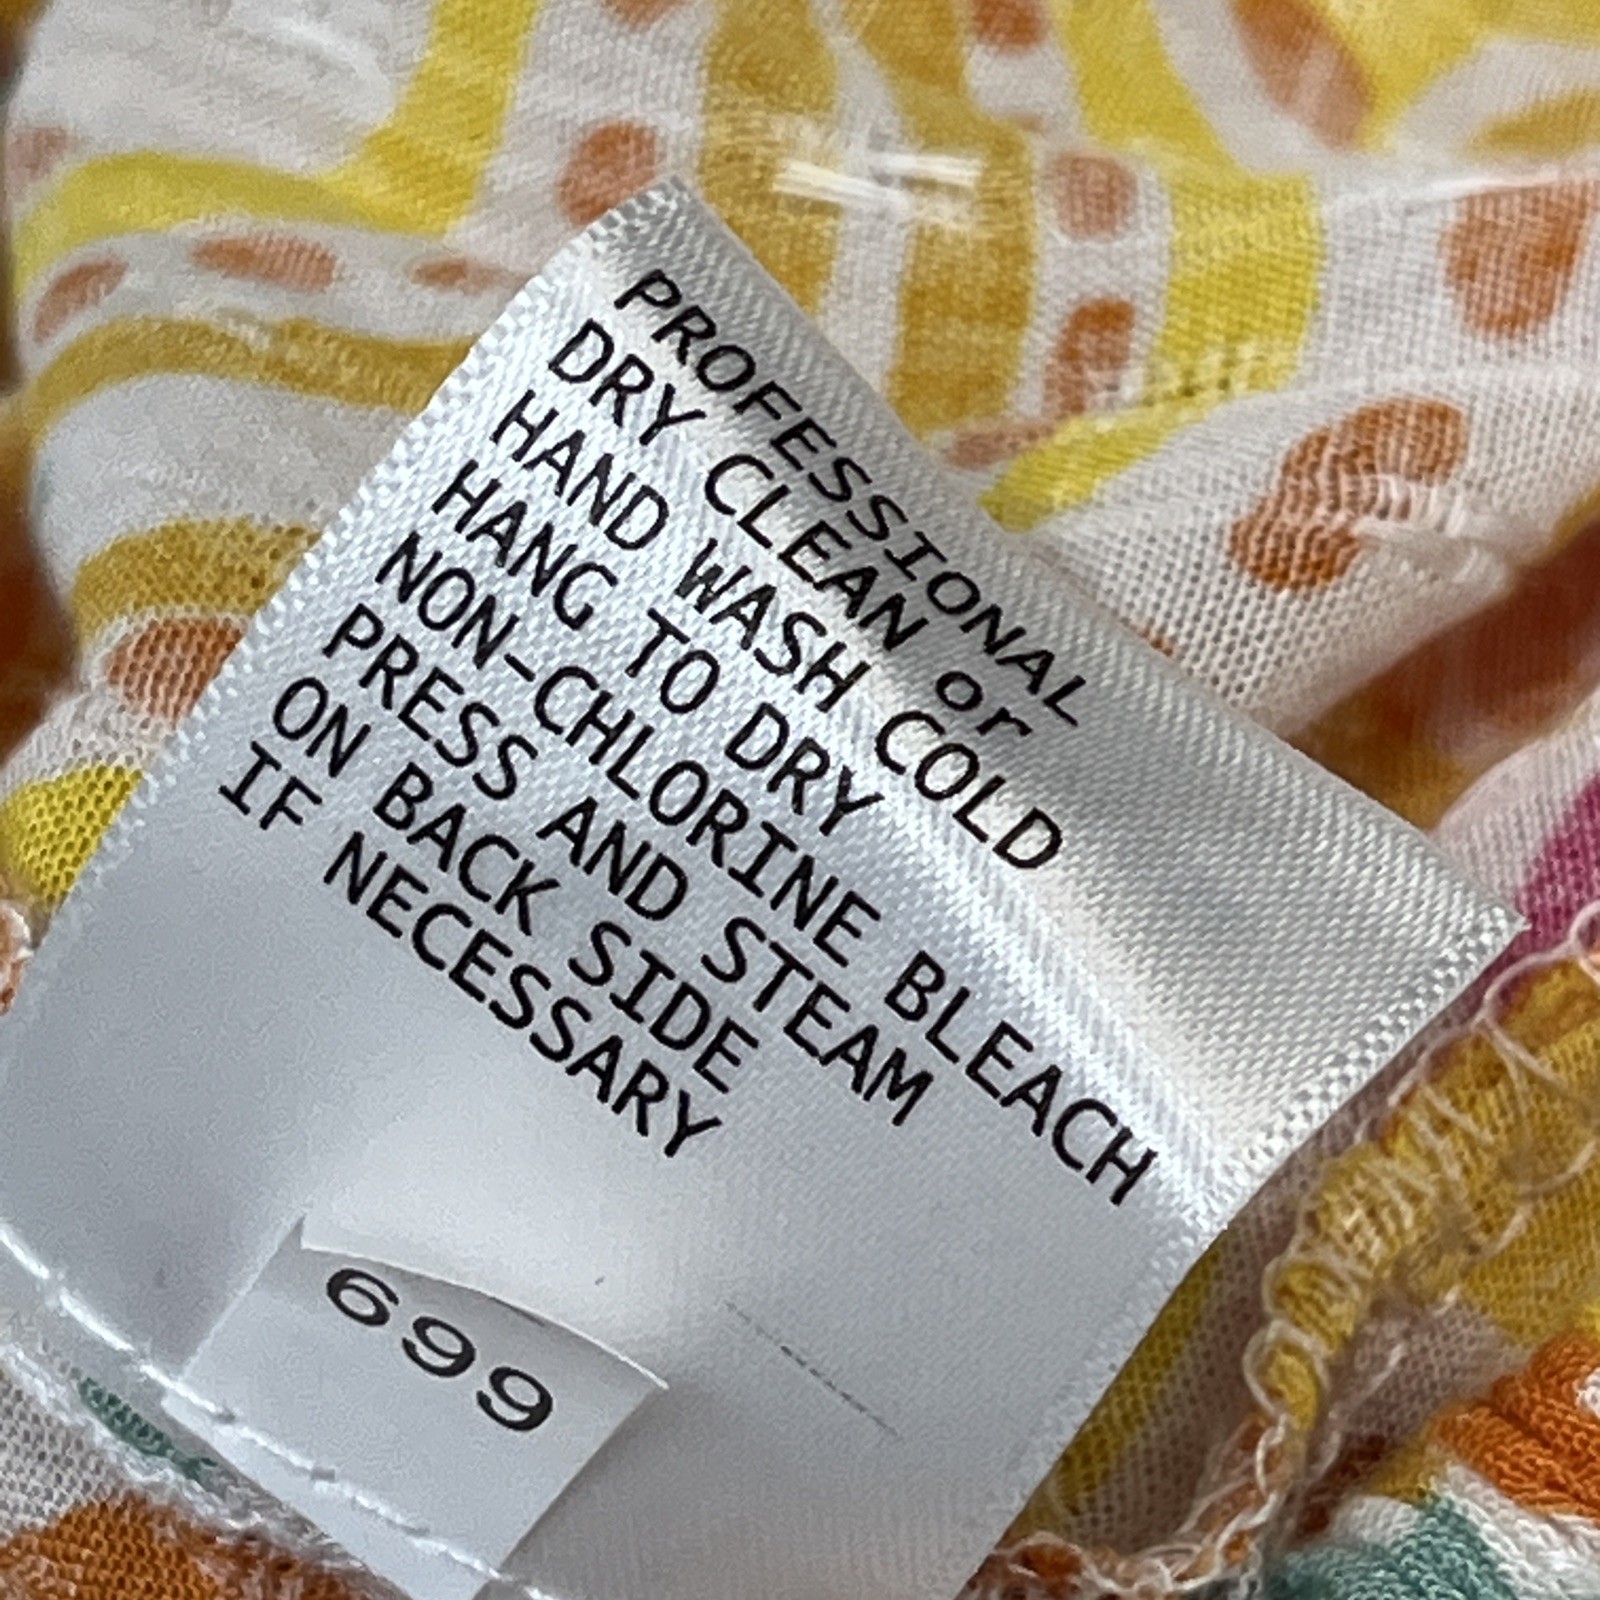 PROFESSIONAL
DRY CLEAN or
HAND WASH COLD
HANG TO DRY
NON-CHLORINE BLEACH
PRESS AND STEAM
ON BACK SIDE
IF NECESSARY
699